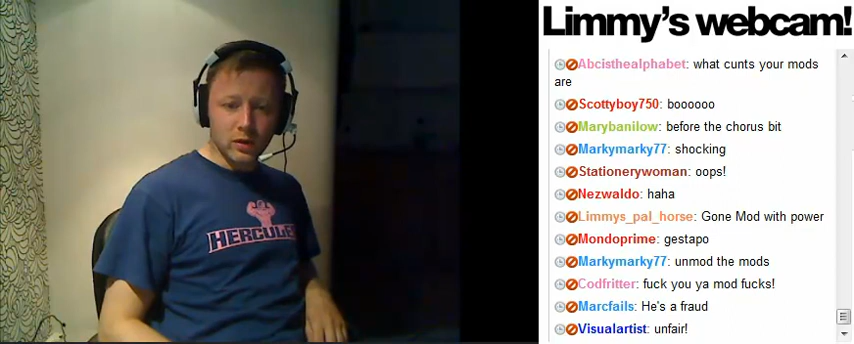 Limmy's webcam!
Abcisthealphabet: what cunts your mods
are
Scottyboy750: boooooo
Marybanilow: before the chorus bit
Markymarky77: shocking
Stationerywoman: oops!
Nezwaldo: haha
Limmys_pal_horse: Gone Mod with power
Mondoprime: gestapo
Markymarky77: unmod the mods
Codfritter: fuck you ya mod fucks!
Marcfails: He's a fraud
Visualartist: unfair!
HERCULES